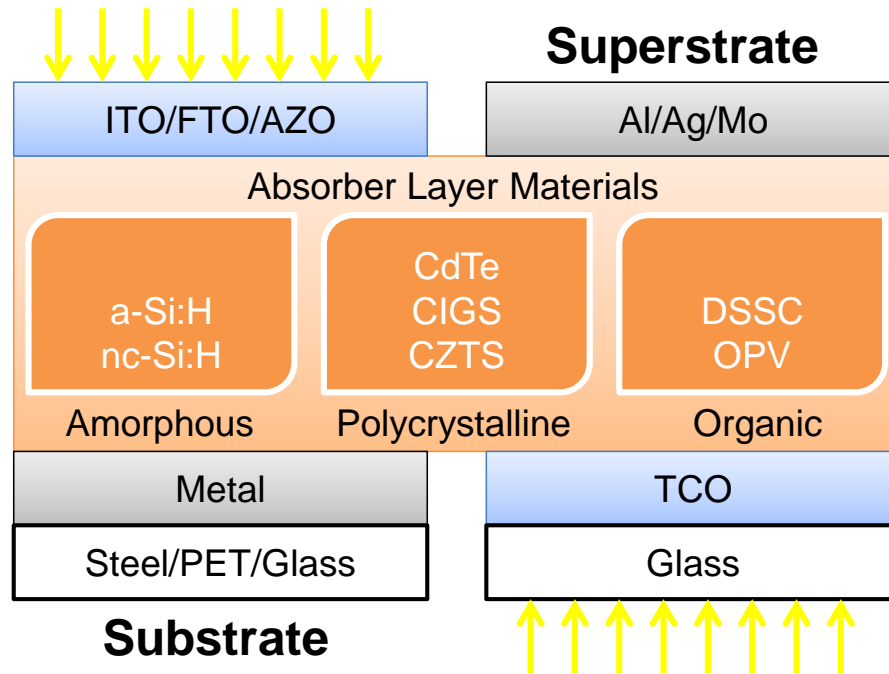 Superstrate
ITO/FTO/AZO
Al/Ag/Mo
Absorber Layer Materials
a-Si:H
nc-Si:H
CdTe
CIGS
CZTS
DSSC
OPV
Amorphous
Polycrystalline
Organic
Metal
TCO
Steel/PET/Glass
Glass
Substrate